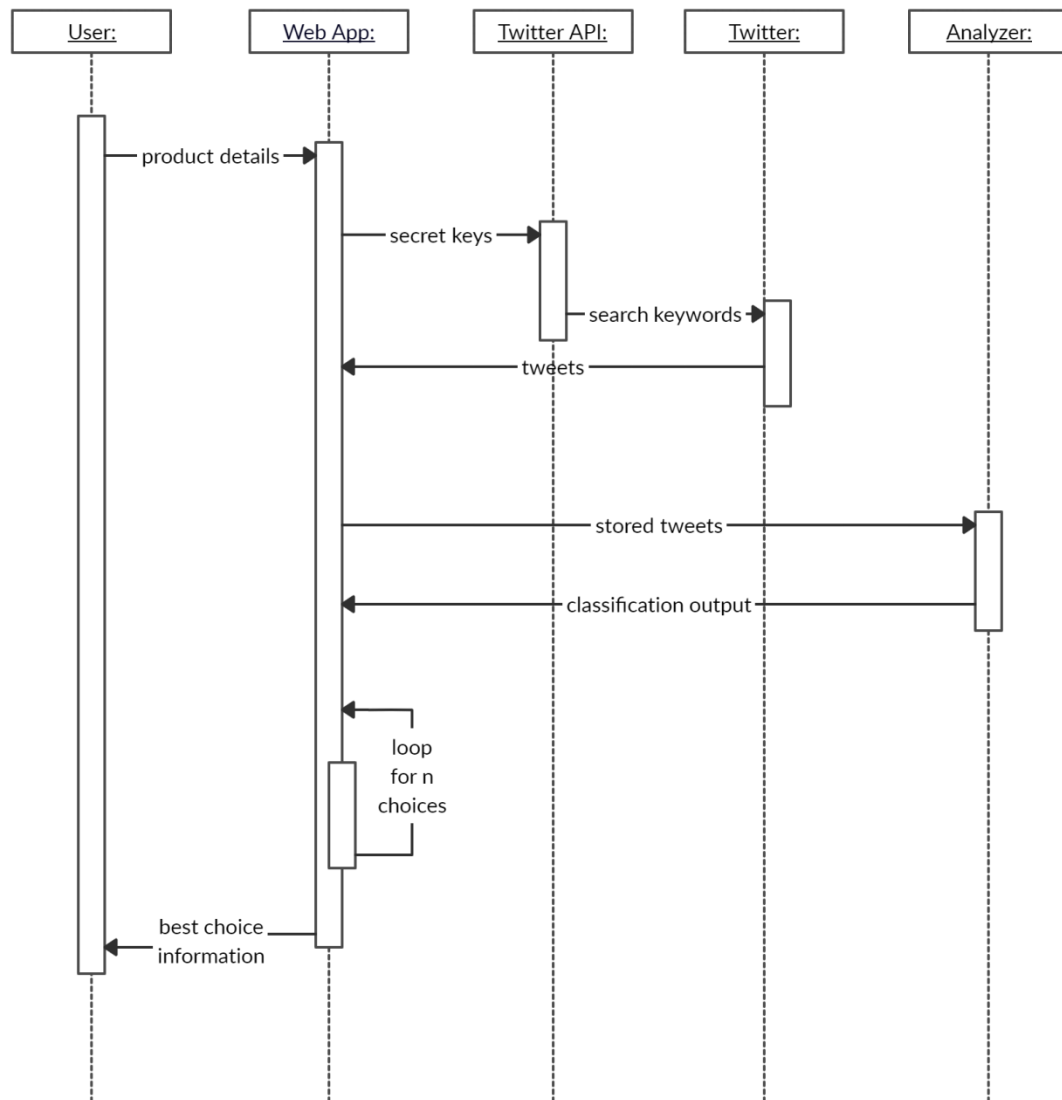 User:
Web App:
Twitter API:
Twitter:
Analyzer:
product details
secret keys
search keywords
tweets
stored tweets
classification output
loop
for n
choices
best choice
information